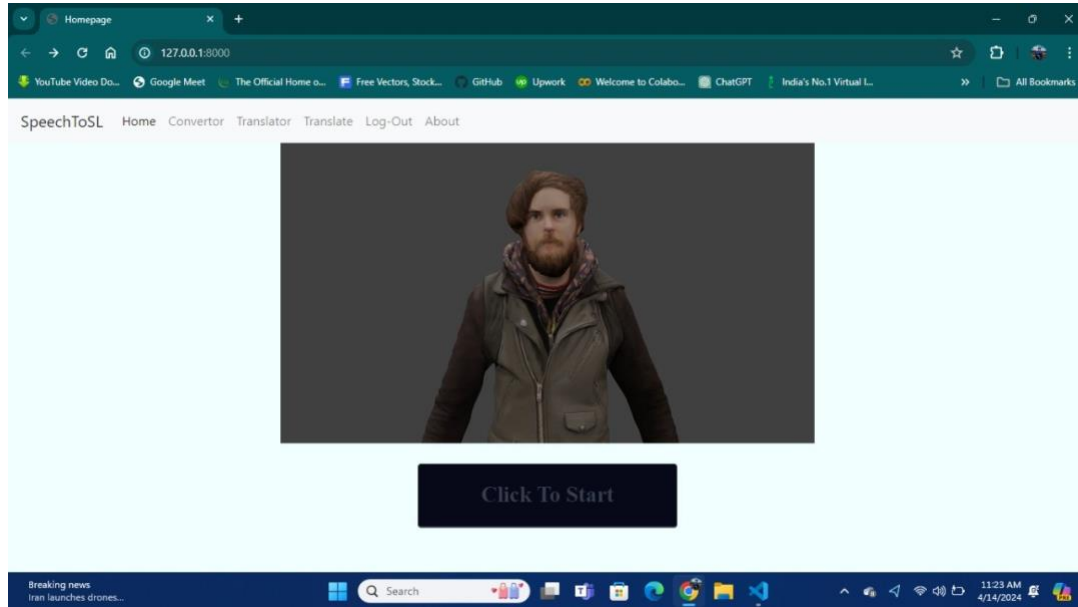 Homepage
127.0.0.1:8000
YouTube Video Do... Google Meet The Official Home o... Free Vectors, Stock... GitHub Upwork Welcome to Colabo... ChatGPT India's No.1 Virtual I... » All Bookmarks
SpeechToSL Home Convertor Translator Translate Log-Out About
Click To Start
Breaking news
Iran launches drones...
Search
11:23 AM
4/14/2024